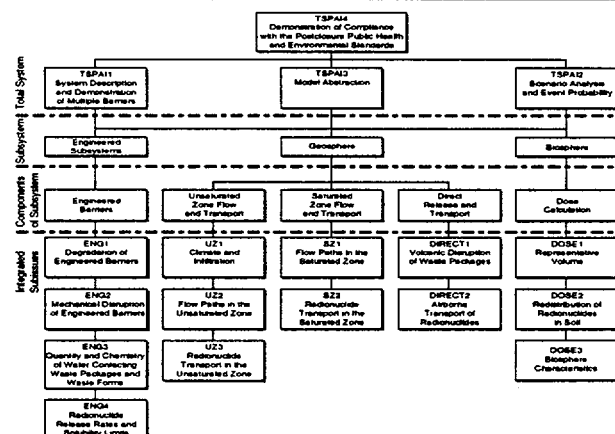 TSPAI4
Demonstration of Compliance
with the Postclosure Public Health
and Environmental Standards
Total System
TSPAI1
System Description
and Demonstration
of Multiple Barriers
TSPAI3
Model Abstraction
TSPAI2
Scenario Analysis
and Event Probability
Subsystem
Engineered
Subsystems
Geosphere
Biosphere
Components
of Subsystem
Engineered
Barriers
Unsaturated
Zone Flow
and Transport
Saturated
Zone Flow
and Transport
Direct
Release and
Transport
Dose
Calculation
Integrated
Subissues
ENG1
Degradation of
Engineered Barriers
UZ1
Climate and
Infiltration
SZ1
Flow Paths in the
Saturated Zone
DIRECT1
Volcanic Disruption
of Waste Packages
DOSE1
Representative
Volume
ENG2
Mechanical Disruption
of Engineered Barriers
UZ2
Flow Paths in the
Unsaturated Zone
SZ2
Radionuclide
Transport in the
Saturated Zone
DIRECT2
Airborne
Transport of
Radionuclides
DOSE2
Redistribution of
Radionuclides
in Soil
ENG3
Quantity and Chemistry
of Water Contacting
Waste Packages and
Waste Forms
UZ3
Radionuclide
Transport in the
Unsaturated Zone
DOSE3
Biosphere
Characteristics
ENG4
Radionuclide
Release Rates and
Solubility Limits